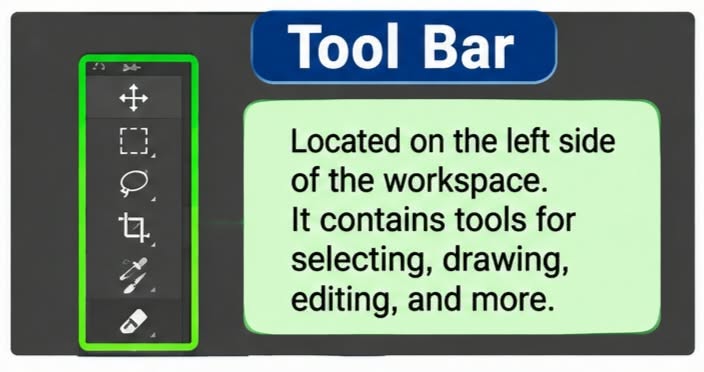 Tool Bar
Located on the left side
of the workspace.
It contains tools for
selecting, drawing,
editing, and more.